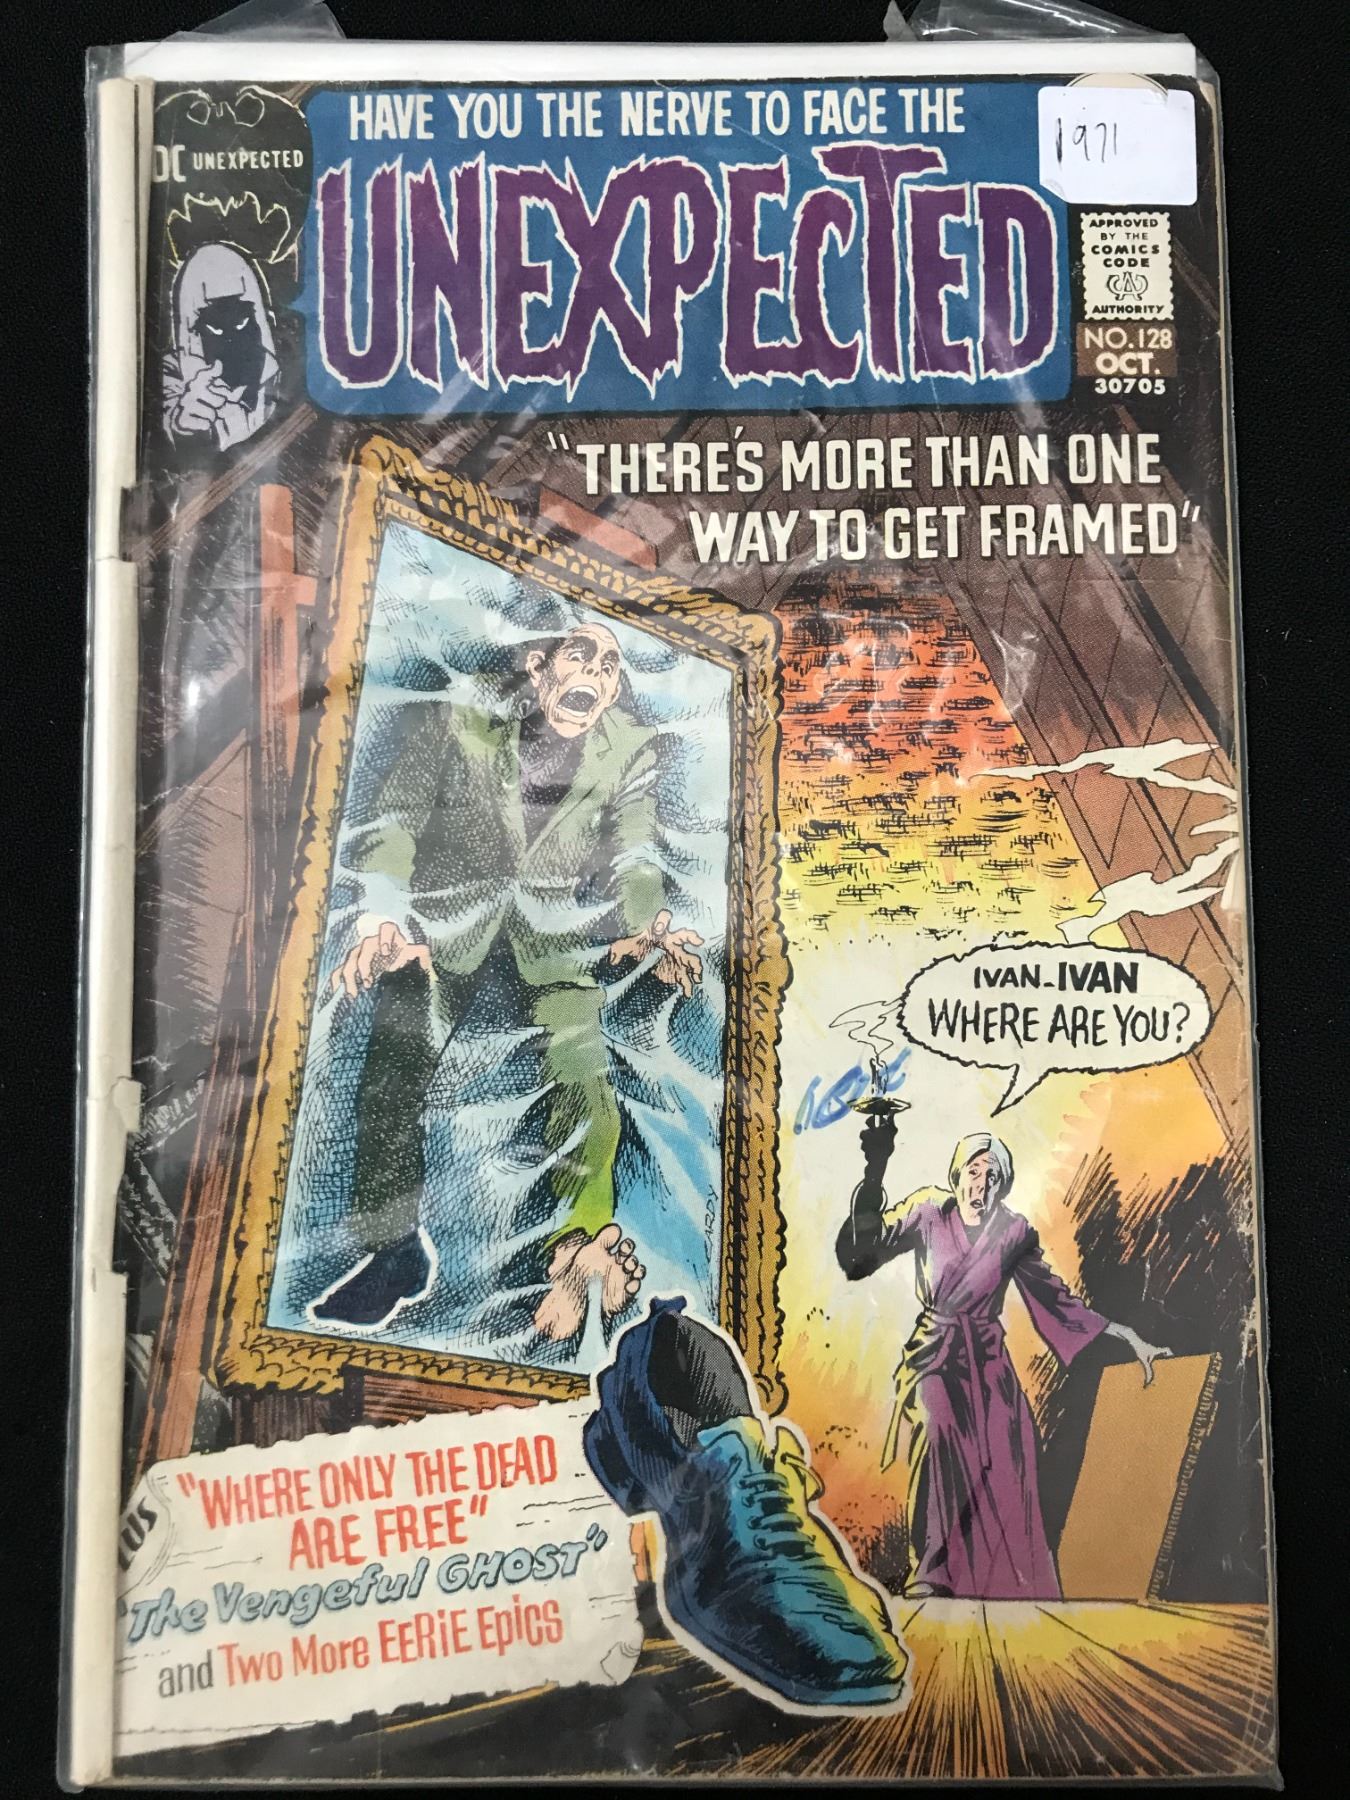 HAVE YOU THE NERVE TO FACE THE
DC UNEXPECTED
UNEXPECTED
1971
APPROVED
BY THE
COMICS
CODE
CA
AUTHORITY
NO.128
OCT.
30705
"THERE'S MORE THAN ONE
WAY TO GET FRAMED"
IVAN-IVAN
WHERE ARE YOU?
CARDY
"WHERE ONLY THE DEAD
ARE FREE"
"The Vengeful GHOST"
and Two More EERiE Epics